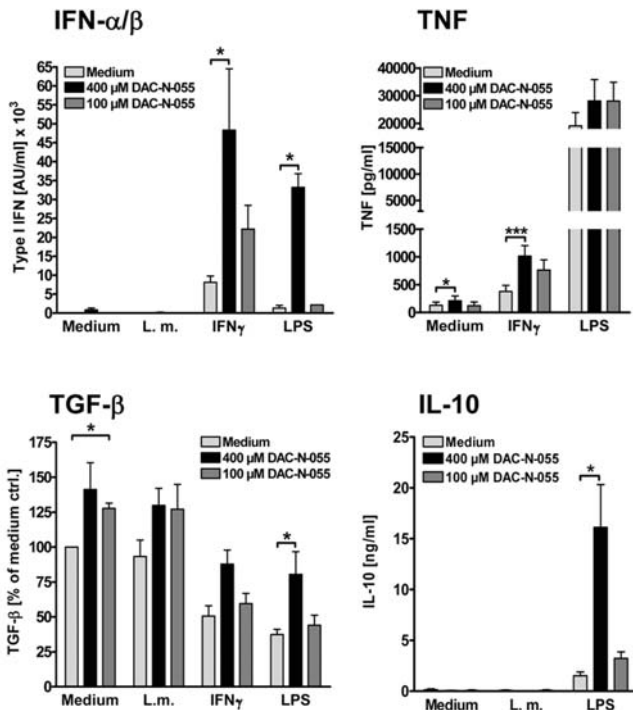 IFN-α/β
*
65
60
55
50
45
40
35
30
25
20
15
10
5
0
Type I IFN [AU/ml] x 10³
Medium
400 µM DAC-N-055
100 µM DAC-N-055
*
Medium L. m. IFNγ LPS
TNF
40000
30000
20000
15000
10000
5000
1000
500
0
TNF [pg/ml]
Medium
400 µM DAC-N-055
100 µM DAC-N-055
*
***
Medium IFNγ LPS
TGF-β
175
150
125
100
75
50
25
0
TGF-β [% of medium ctrl.]
*
Medium
400 µM DAC-N-055
100 µM DAC-N-055
*
Medium L.m. IFNγ LPS
IL-10
25
20
15
10
5
0
IL-10 [ng/ml]
Medium
400 µM DAC-N-055
100 µM DAC-N-055
*
Medium L. m. LPS